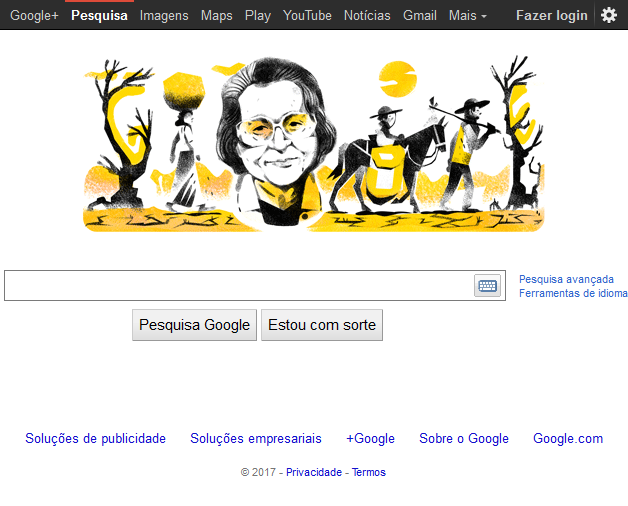 Google+ Pesquisa Imagens Maps Play YouTube Notícias Gmail Mais Fazer login
Pesquisa avançada
Ferramentas de idioma
Pesquisa Google Estou com sorte
Soluções de publicidade Soluções empresariais +Google Sobre o Google Google.com
© 2017 - Privacidade - Termos